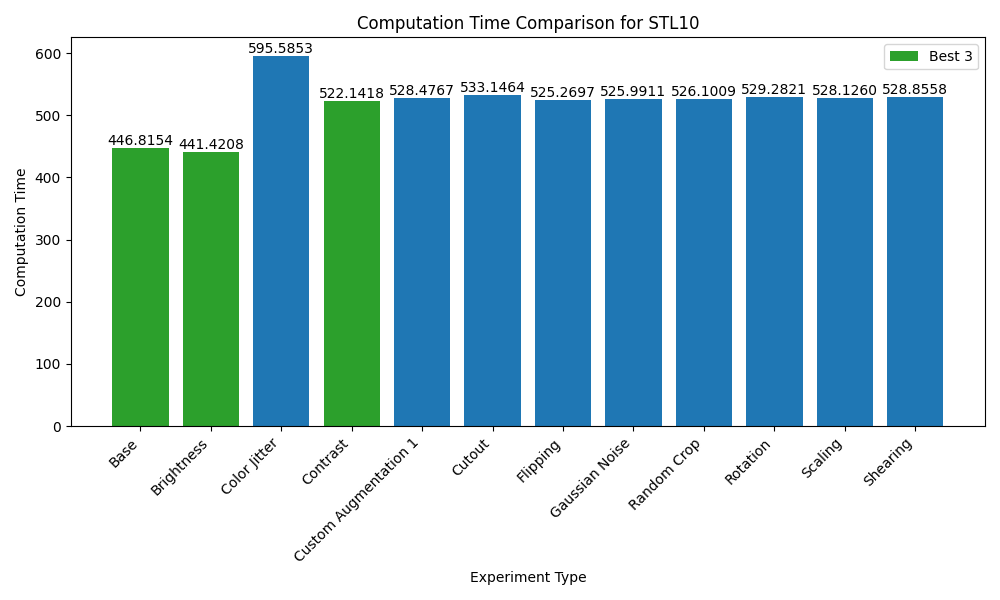 Computation Time Comparison for STL10
Best 3
Computation Time
600
500
400
300
200
100
0
446.8154
441.4208
595.5853
522.1418
528.4767
533.1464
525.2697
525.9911
526.1009
529.2821
528.1260
528.8558
Base
Brightness
Color Jitter
Contrast
Custom Augmentation 1
Cutout
Flipping
Gaussian Noise
Random Crop
Rotation
Scaling
Shearing
Experiment Type